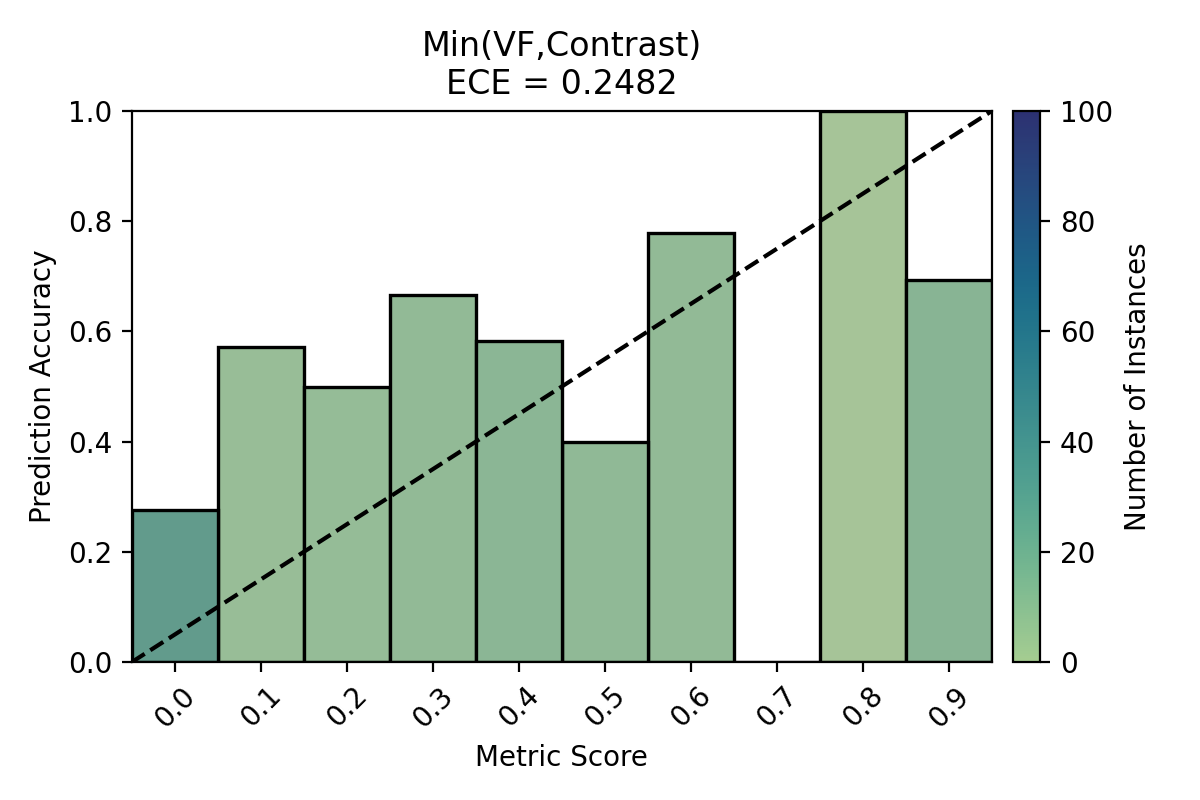 Min(VF,Contrast)
ECE = 0.2482
Prediction Accuracy
1.0
0.8
0.6
0.4
0.2
0.0
0.0 0.1 0.2 0.3 0.4 0.5 0.6 0.7 0.8 0.9
Metric Score
100
80
60
40
20
0
Number of Instances